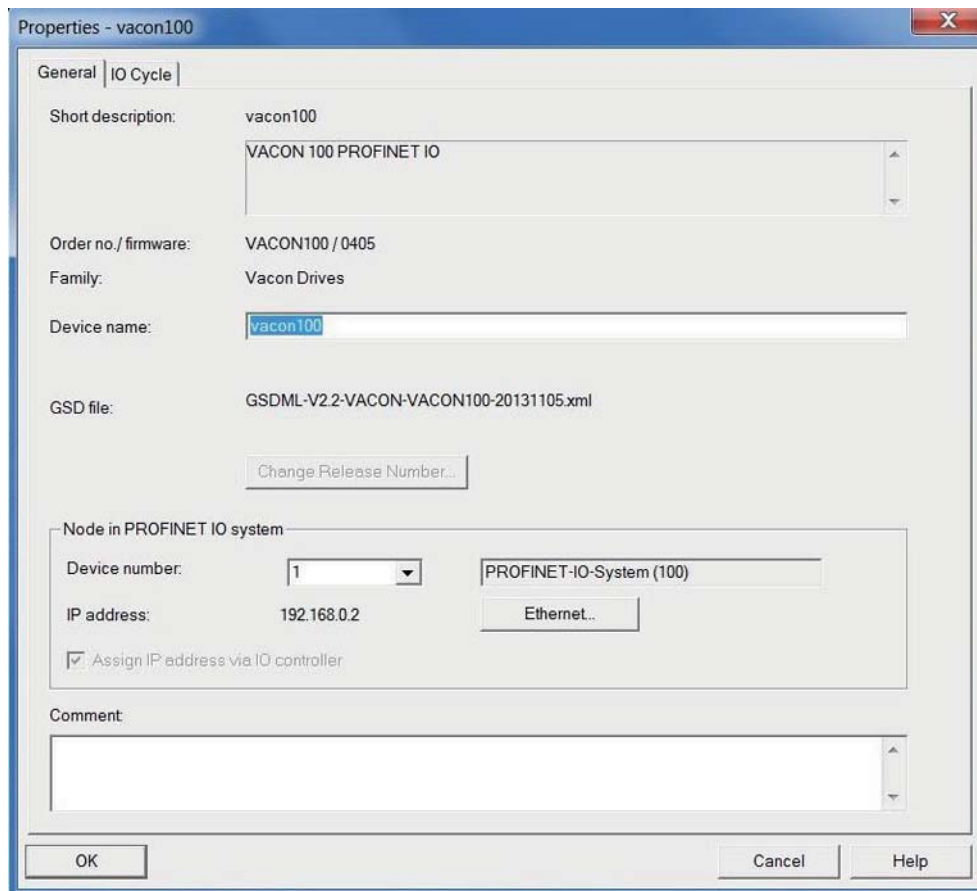 Properties - vacon100
General IO Cycle
Short description: vacon100
VACON 100 PROFINET IO
Order no./ firmware: VACON100 / 0405
Family: Vacon Drives
Device name: vacon100
GSD file: GSDML-V2.2-VACON-VACON100-20131105.xml
Change Release Number...
Node in PROFINET IO system
Device number: 1 PROFINET-IO-System (100)
IP address: 192.168.0.2 Ethernet...
Assign IP address via IO controller
Comment:
OK Cancel Help